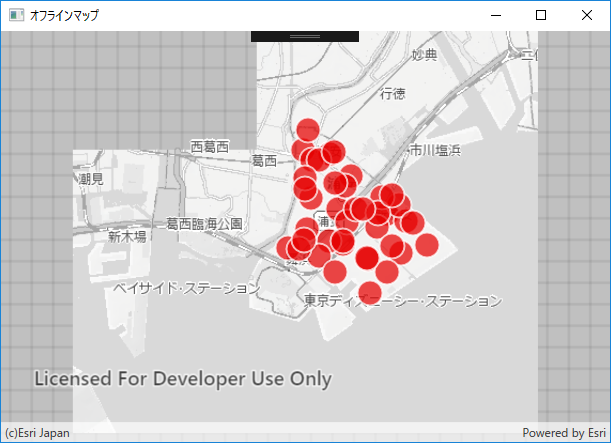 オフラインマップ
妙典
行徳
市川塩浜
西葛西
葛西
潮見
葛西臨海公園
新木場
ベイサイド・ステーション
東京ディズニーシー・ステーション
Licensed For Developer Use Only
(c)Esri Japan
Powered by Esri